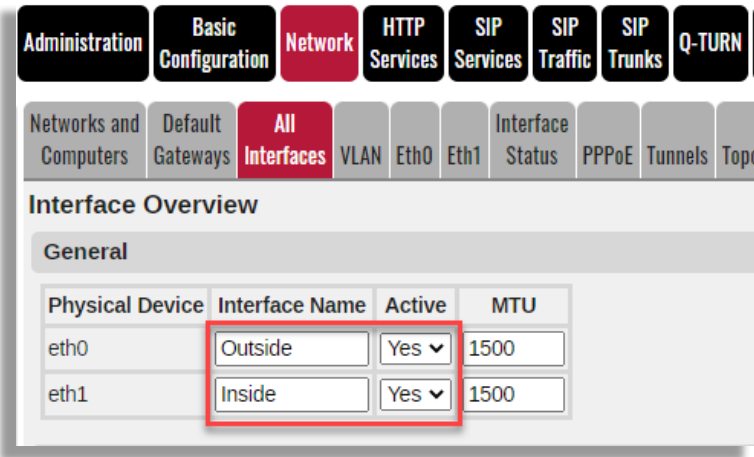 Administration
Basic
Configuration
Network
HTTP
Services
SIP
Services
SIP
Traffic
SIP
Trunks
Q-TURN
Networks and
Computers
Default
Gateways
All
Interfaces
VLAN
Eth0
Eth1
Interface
Status
PPPoE
Tunnels
Interface Overview
General
Physical Device Interface Name Active MTU
eth0 Outside Yes 1500
eth1 Inside Yes 1500